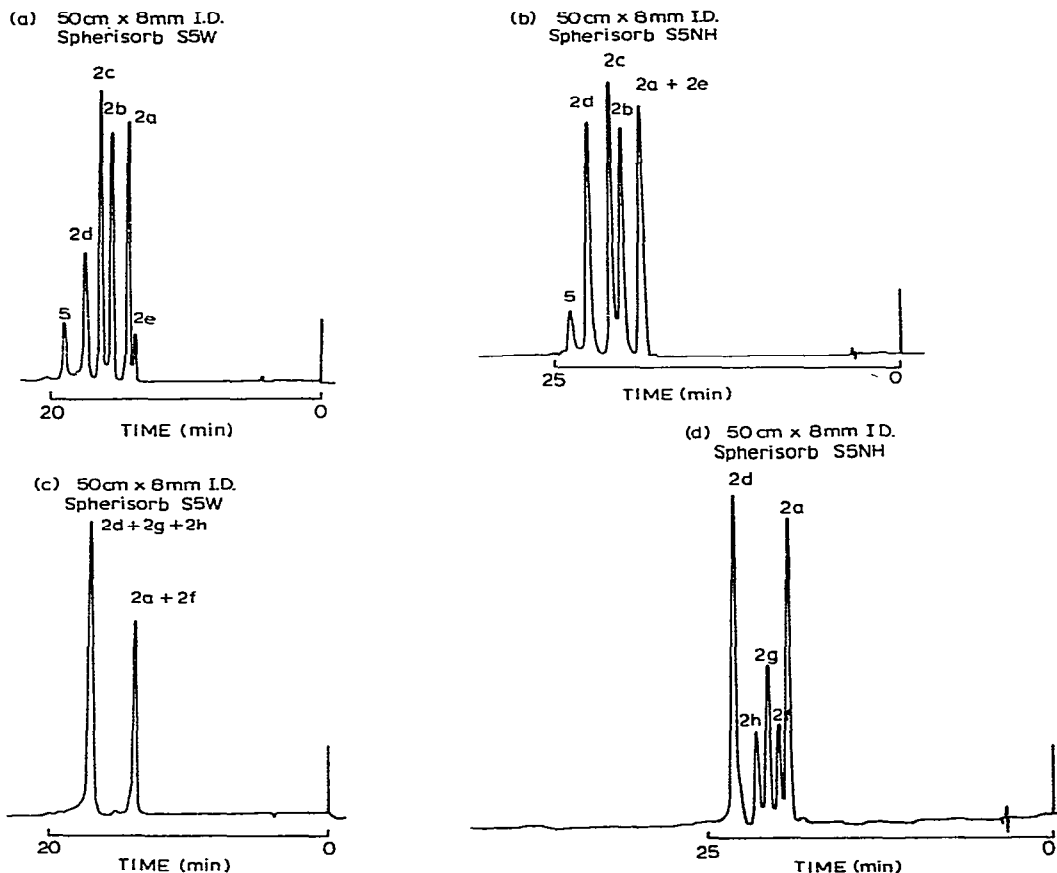 (a) 50cm x 8mm I.D.
Spherisorb S5W
2c
2b
2a
2d
5
2e
20
0
TIME (min)
(b) 50cm x 8mm I.D.
Spherisorb S5NH
2c
2a + 2e
2d
2b
5
25
0
TIME (min)
(c) 50cm x 8mm I.D.
Spherisorb S5W
2d+2g+2h
2a + 2f
20
0
TIME (min)
(d) 50cm x 8mm I.D.
Spherisorb S5NH
2d
2a
2g
2h
25
0
TIME (min)